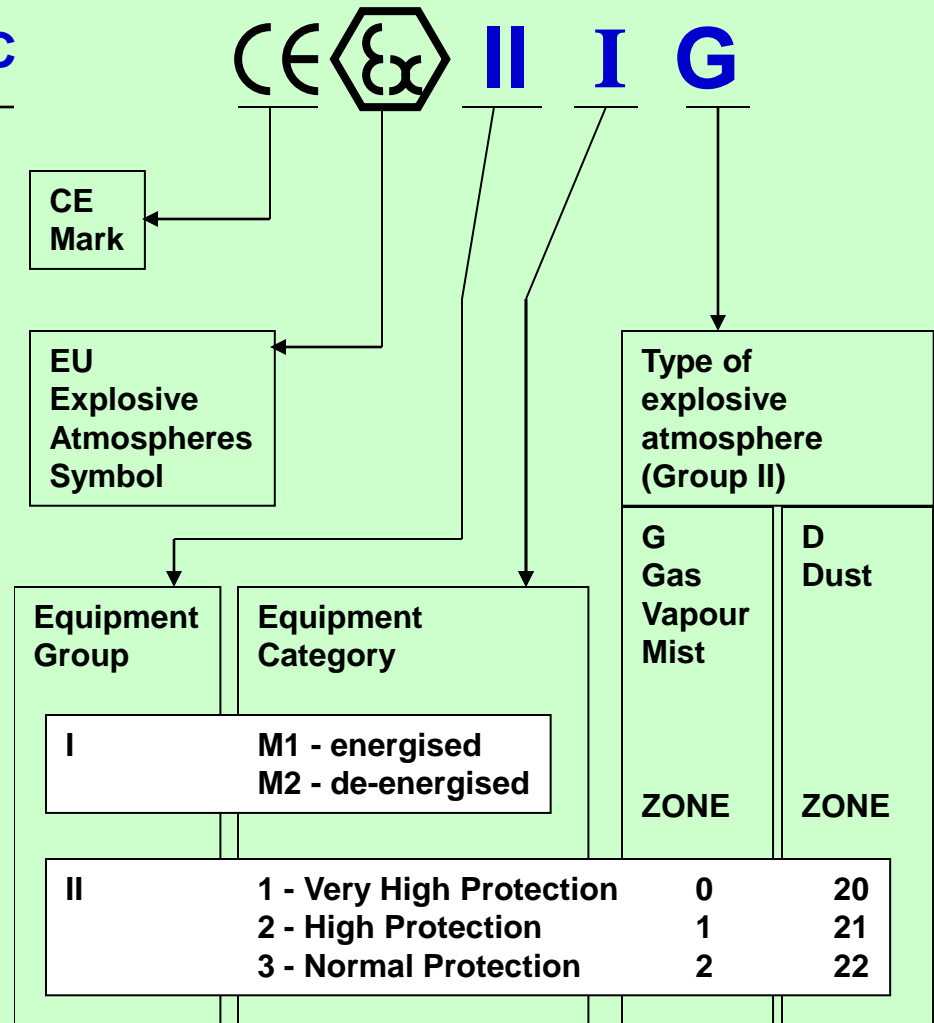 C
CE Ex II I G
CE
Mark
EU
Explosive
Atmospheres
Symbol
Type of
explosive
atmosphere
(Group II)
G
Gas
Vapour
Mist
ZONE
D
Dust
ZONE
Equipment
Group
Equipment
Category
I M1 - energised
M2 - de-energised
II 1 - Very High Protection 0 20
2 - High Protection 1 21
3 - Normal Protection 2 22